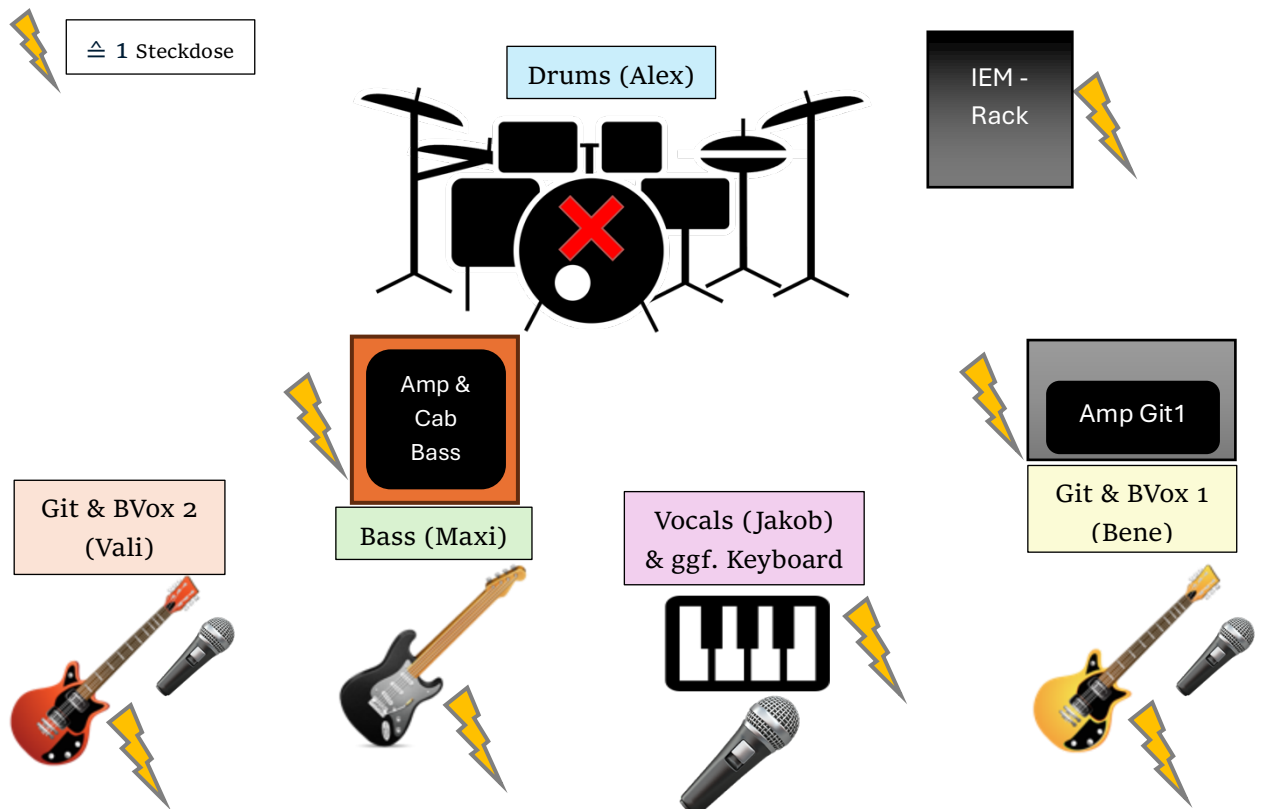 ≙ 1 Steckdose
Drums (Alex)
IEM -
Rack
Amp &
Cab
Bass
Amp Git1
Git & BVox 2
(Vali)
Bass (Maxi)
Vocals (Jakob)
& ggf. Keyboard
Git & BVox 1
(Bene)